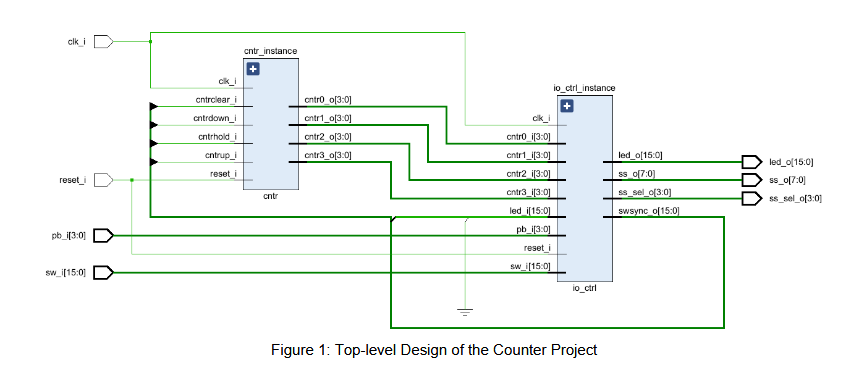 clk_i
cntr_instance
clk_i
cntrclear_i
cntrdown_i
cntrhold_i
cntrup_i
reset_i
cntr0_o[3:0]
cntr1_o[3:0]
cntr2_o[3:0]
cntr3_o[3:0]
cntr
reset_i
pb_i[3:0]
sw_i[15:0]
io_ctrl_instance
clk_i
cntr0_i[3:0]
cntr1_i[3:0]
cntr2_i[3:0]
cntr3_i[3:0]
led_i[15:0]
pb_i[3:0]
reset_i
sw_i[15:0]
led_o[15:0]
ss_o[7:0]
ss_sel_o[3:0]
swsync_o[15:0]
io_ctrl
led_o[15:0]
ss_o[7:0]
ss_sel_o[3:0]
Figure 1: Top-level Design of the Counter Project